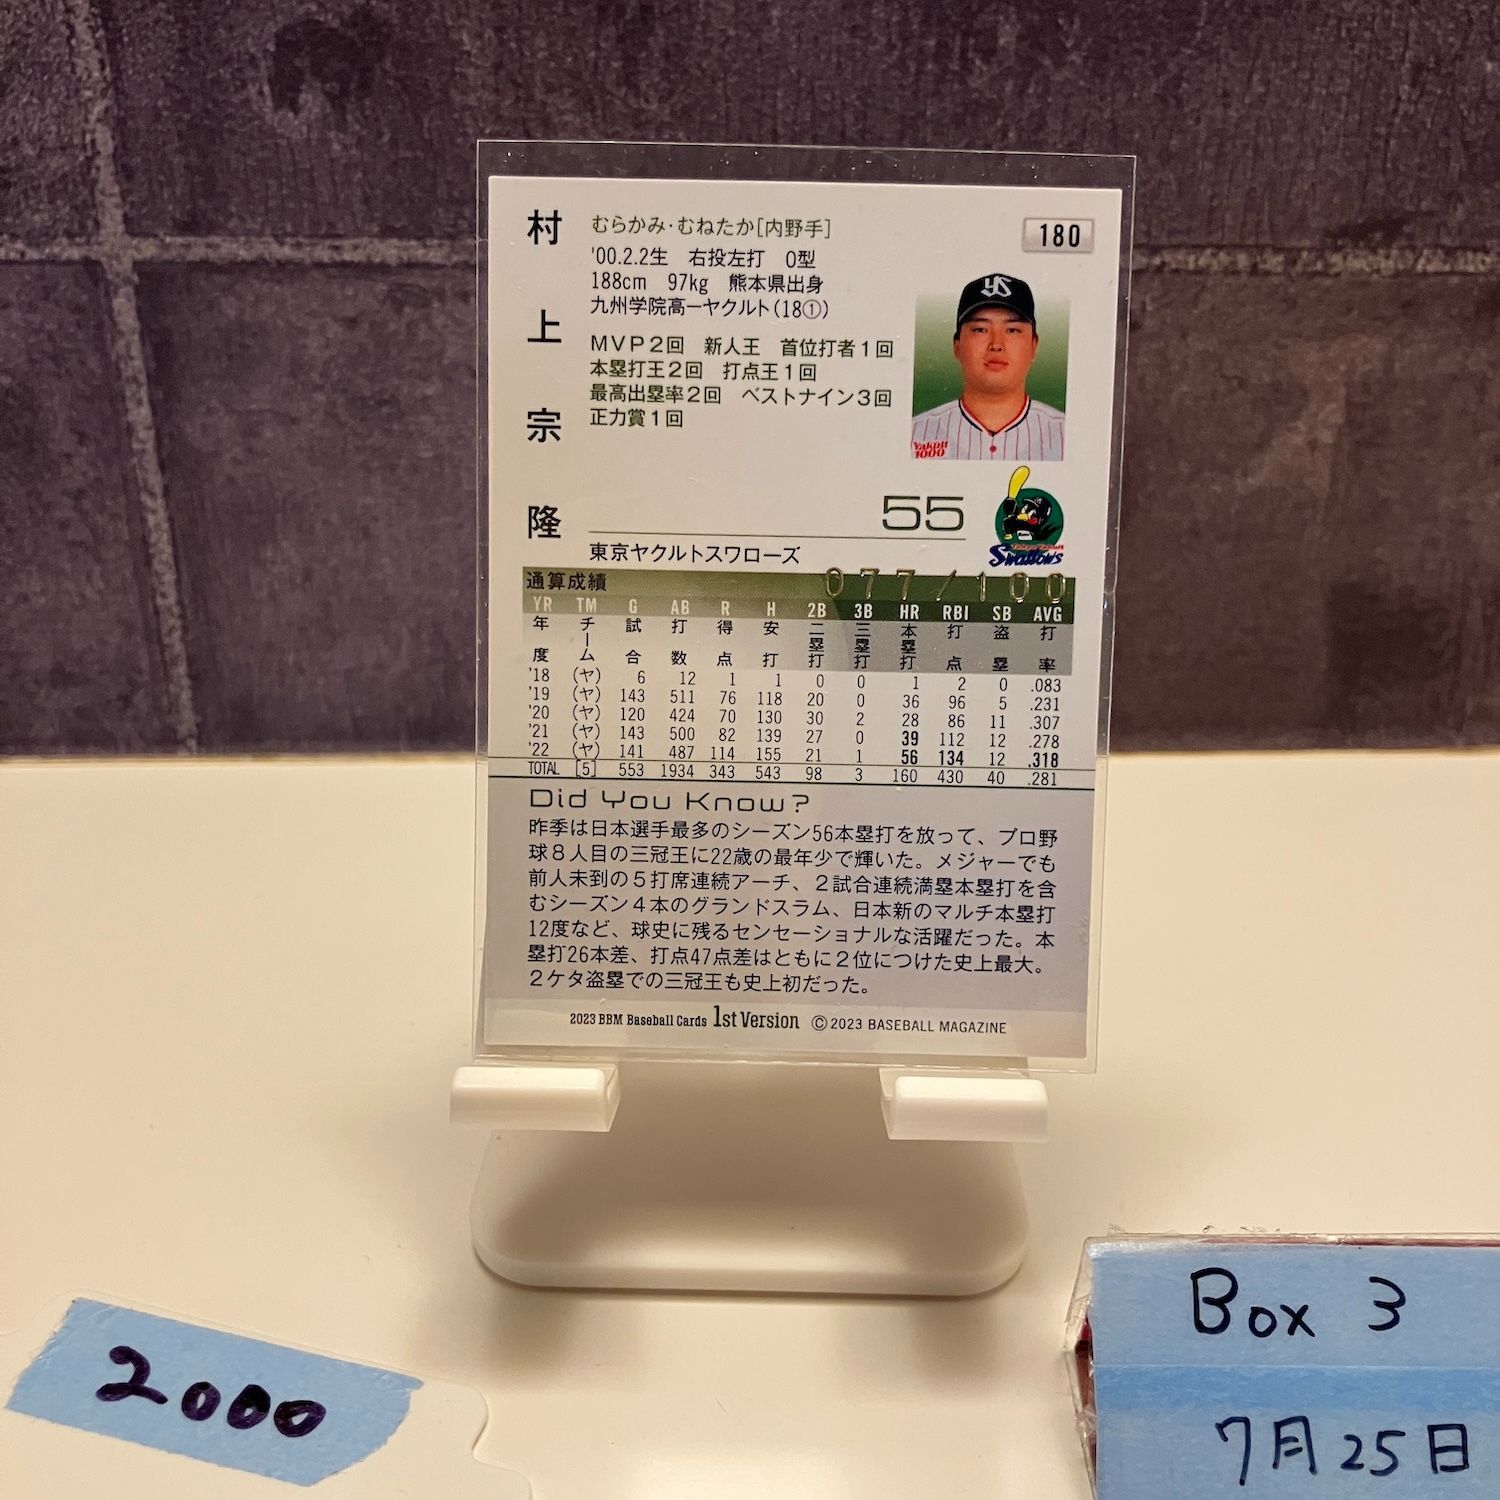 村上宗隆
むらかみ・むねたか[内野手]
180
'00.2.2生 右投左打 O型
188cm 97kg 熊本県出身
九州学院高ーヤクルト(18①)
MVP2回 新人王 首位打者1回
本塁打王2回 打点王1回
最高出塁率2回 ベストナイン3回
正力賞1回
YS
Yakult
1000
55
東京ヤクルトスワローズ
Tokyo Yakult
Swallows
通算成績 077/100
YR TM G AB R H 2B 3B HR RBI SB AVG
年度 チーム 試合 打数 得点 安打 二塁打 三塁打 本塁打 打点 盗塁 打率
'18 (ヤ) 6 12 1 1 0 0 1 2 0 .083
'19 (ヤ) 143 511 76 118 20 0 36 96 5 .231
'20 (ヤ) 120 424 70 130 30 2 28 86 11 .307
'21 (ヤ) 143 500 82 139 27 0 39 112 12 .278
'22 (ヤ) 141 487 114 155 21 1 56 134 12 .318
TOTAL [5] 553 1934 343 543 98 3 160 430 40 .281
Did You Know?
昨季は日本選手最多のシーズン56本塁打を放って、プロ野
球8人目の三冠王に22歳の最年少で輝いた。メジャーでも
前人未到の5打席連続アーチ、2試合連続満塁本塁打を含
むシーズン4本のグランドスラム、日本新のマルチ本塁打
12度など、球史に残るセンセーショナルな活躍だった。本
塁打26本差、打点47点差はともに2位につけた史上最大。
2ケタ盗塁での三冠王も史上初だった。
2023 BBM Baseball Cards 1st Version ©2023 BASEBALL MAGAZINE
2000
Box 3
7月25日